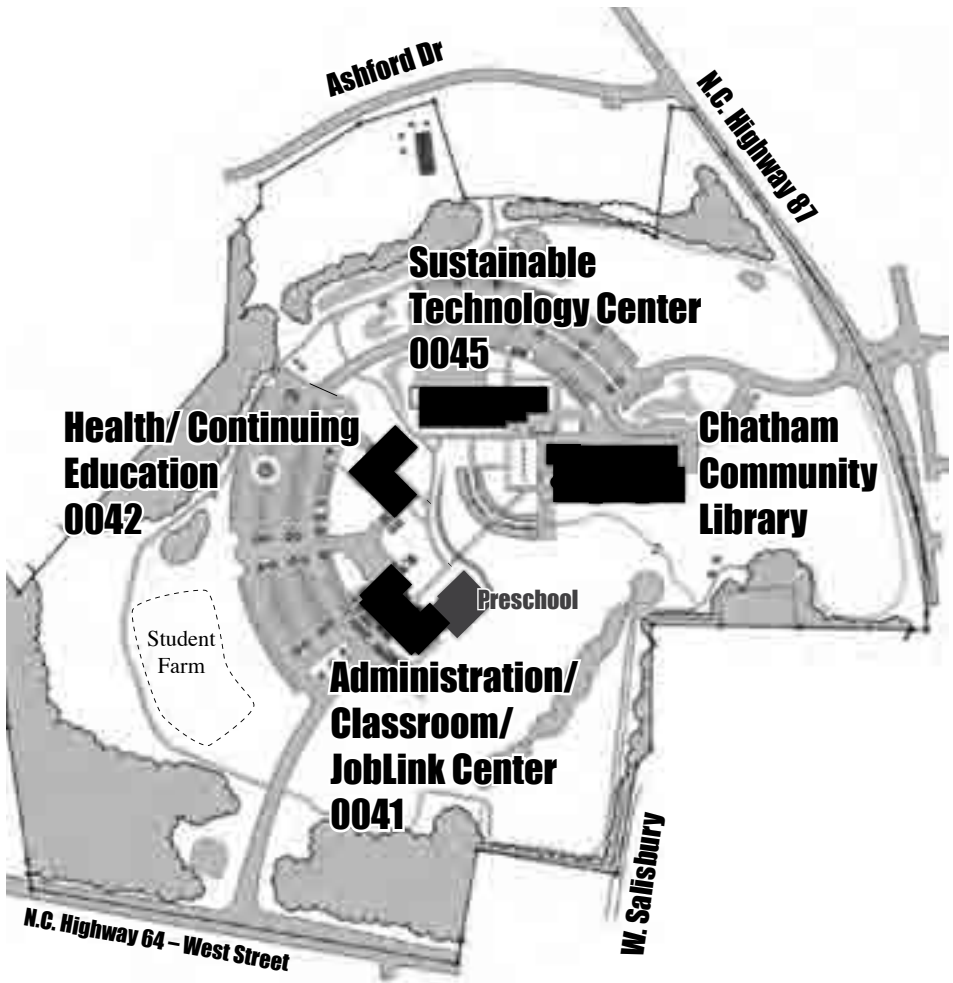 Ashford Dr
N.C. Highway 87
Sustainable
Technology Center
0045
Health/ Continuing
Education
0042
Chatham
Community
Library
Preschool
Student
Farm
Administration/
Classroom/
JobLink Center
0041
W. Salisbury
N.C. Highway 64 – West Street